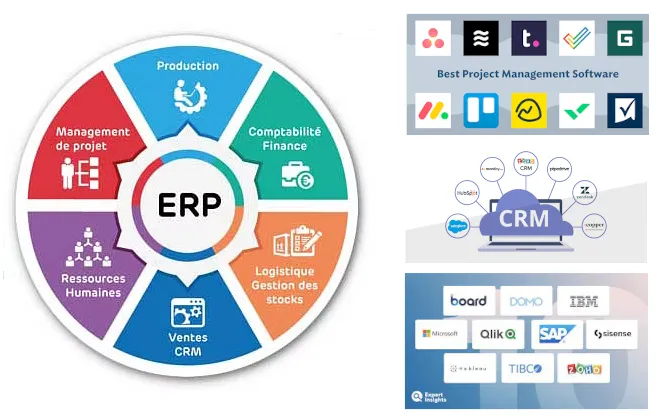 Production
Management
de projet
Comptabilité
Finance
ERP
Ressources
Humaines
Logistique
Gestion des
stocks
Ventes
CRM
t.
G
Best Project Management Software
monday
ZOHO
CRM
pipedrive
HubSpot
zendesk
salesforce
CRM
copper
board
DOMO
IBM
Microsoft
Qlik
SAP
sisense
10
tableau
TIBCO
ZOHO
Expert
Insights